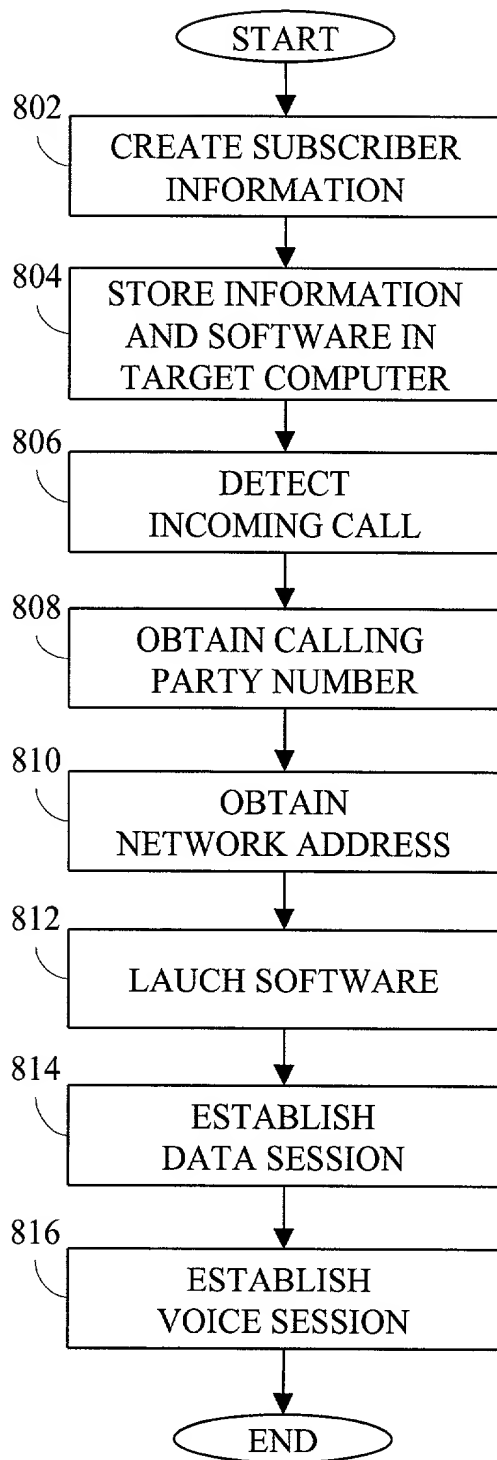 START
802
CREATE SUBSCRIBER
INFORMATION
804
STORE INFORMATION
AND SOFTWARE IN
TARGET COMPUTER
806
DETECT
INCOMING CALL
808
OBTAIN CALLING
PARTY NUMBER
810
OBTAIN
NETWORK ADDRESS
812
LAUCH SOFTWARE
814
ESTABLISH
DATA SESSION
816
ESTABLISH
VOICE SESSION
END